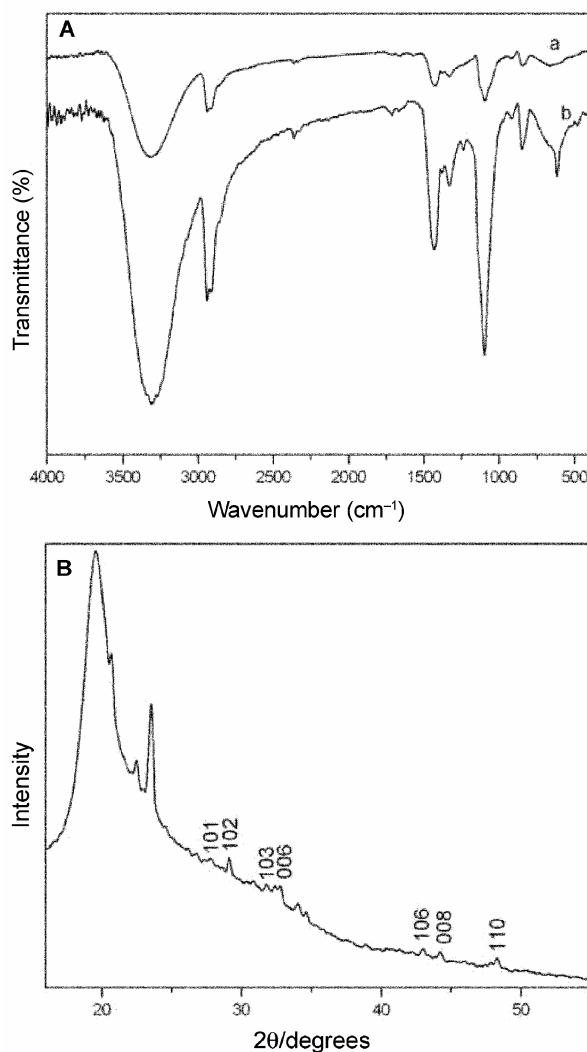 A
a
b
Transmittance (%)
4000 3500 3000 2500 2000 1500 1000 500
Wavenumber (cm⁻¹)
B
Intensity
101
102
103
006
106
008
110
20 30 40 50
2θ/degrees